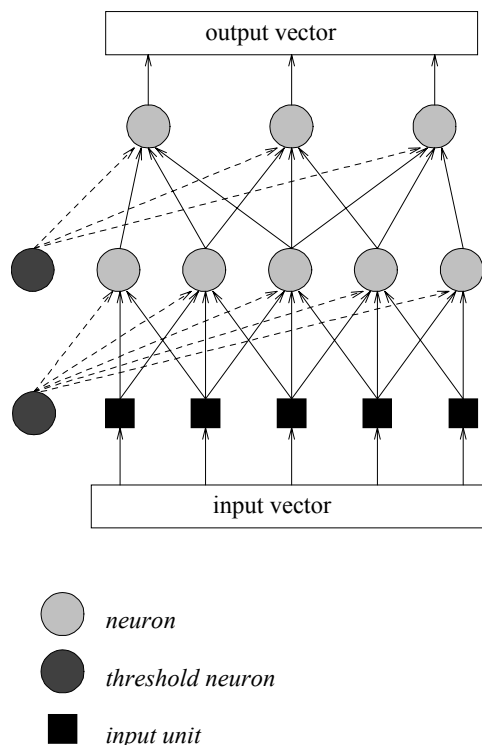 output vector
input vector
neuron
threshold neuron
input unit